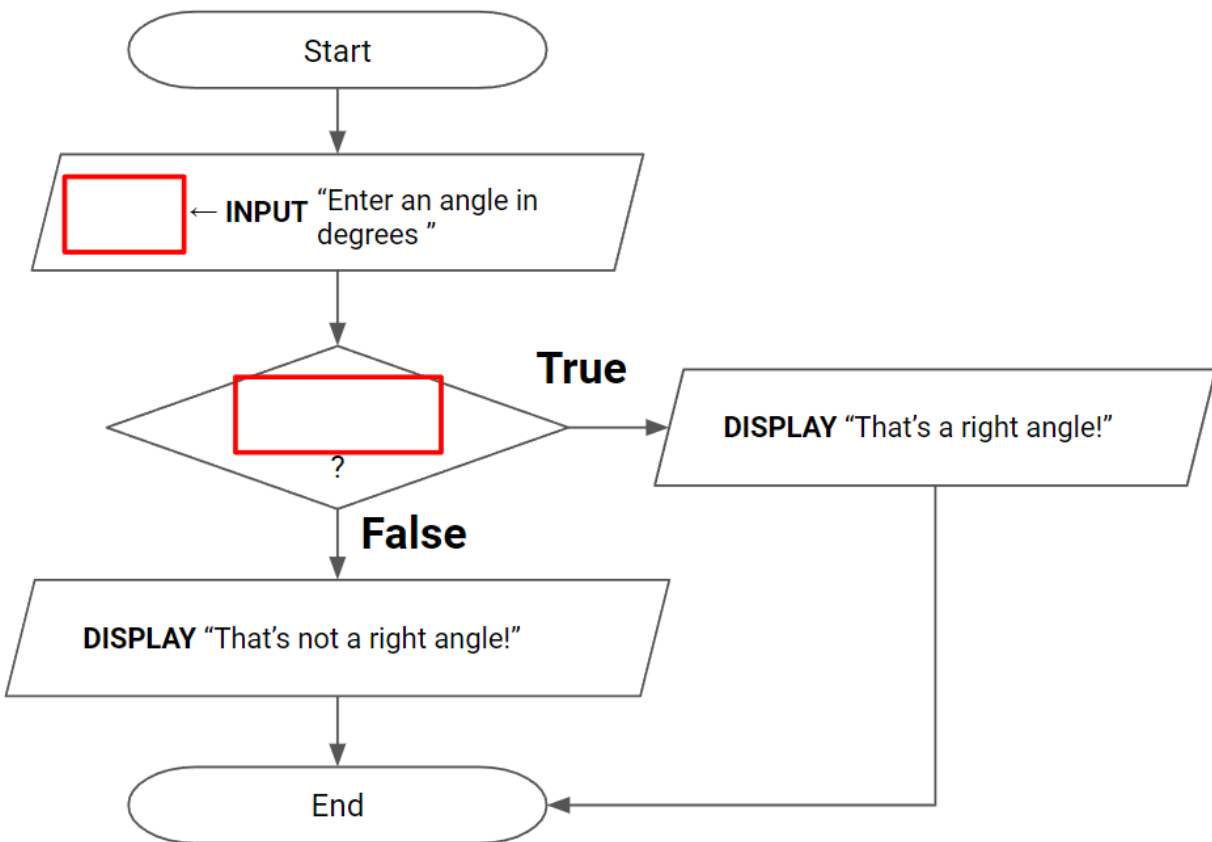 Start
← INPUT “Enter an angle in
degrees ”
True
?
DISPLAY “That’s a right angle!”
False
DISPLAY “That’s not a right angle!”
End